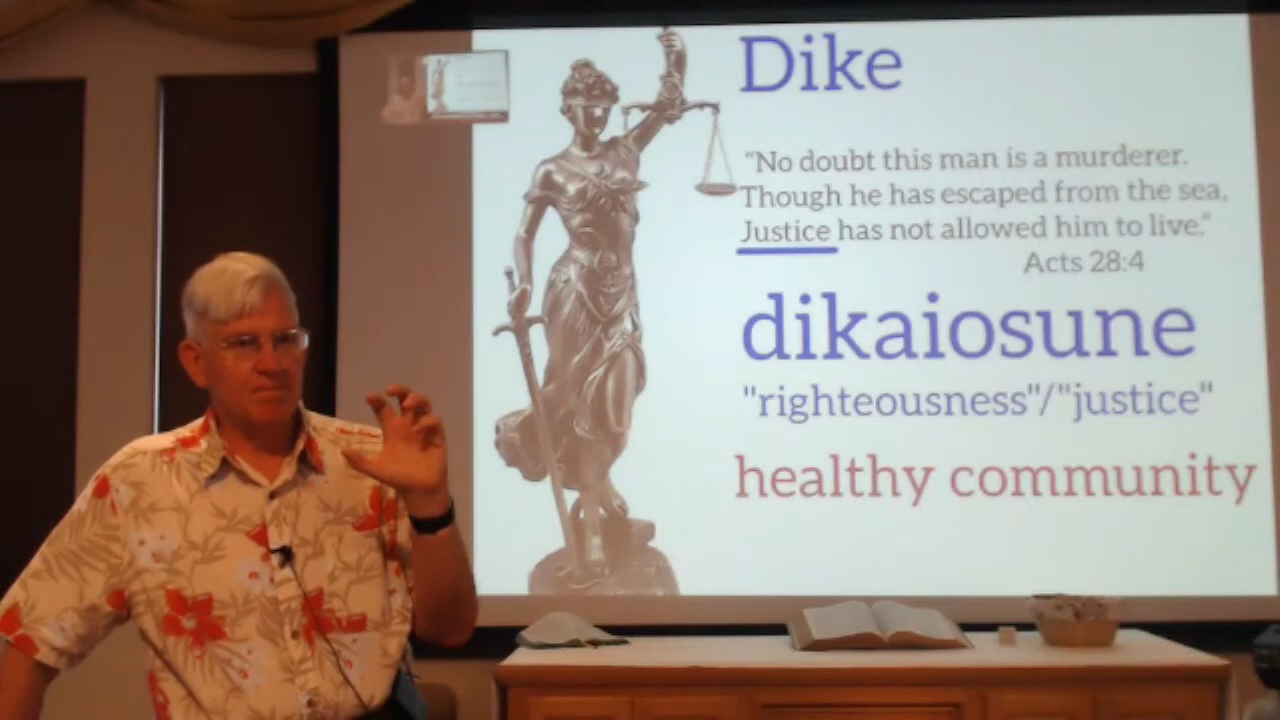 Dike
“No doubt this man is a murderer.
Though he has escaped from the sea,
Justice has not allowed him to live.”
Acts 28:4
dikaiosune
"righteousness"/"justice"
healthy community